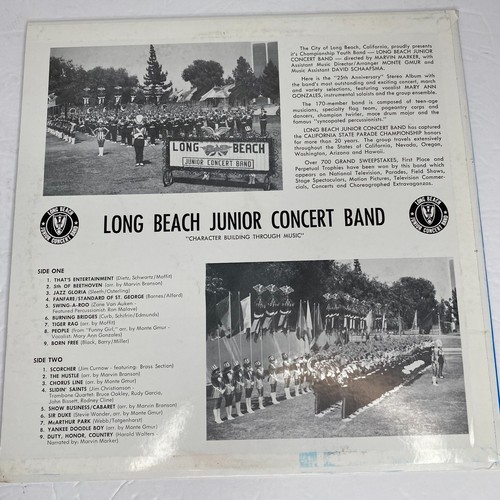 The City of Long Beach, California, proudly presents
it's Championship Youth Band — LONG BEACH JUNIOR
CONCERT BAND — directed by MARVIN MARKER, with
Assistant Music Director/Arranger MONTE GMUR and
Music Assistant DAVID SCHAAFSMA.
Here is the "25th Anniversary" Stereo Album with
the band's most outstanding and exciting concert, march
and variety selections, featuring vocalist MARY ANN
GONZALES, instrumental soloists and the group ensemble.
The 170-member band is composed of teen-age
musicians, specialty flag team, pageantry corps and
dancers, champion twirler, mace drum major and the
famous "syncopated percussionists."
LONG BEACH JUNIOR CONCERT BAND has captured
the CALIFORNIA STATE PARADE CHAMPIONSHIP honors
for more than 20 years. The group travels extensively
throughout the States of California, Nevada, Oregon,
Washington, Arizona and Hawaii.
Over 700 GRAND SWEEPSTAKES, First Place and
Perpetual Trophies have been won by this band which
appears on National Television, Parades, Field Shows,
Stage Spectaculars, Motion Pictures, Television Commer-
cials, Concerts and Choreographed Extravaganzas.
LONG BEACH
JUNIOR CONCERT BAND
LONG BEACH
JUNIOR CONCERT BAND
LONG BEACH JUNIOR CONCERT BAND
"CHARACTER BUILDING THROUGH MUSIC"
LONG BEACH
JUNIOR CONCERT BAND
SIDE ONE
1. THAT'S ENTERTAINMENT (Dietz, Schwartz/Moffit)
2. 5th OF BEETHOVEN (arr. by Marvin Branson)
3. JAZZ GLORIA (Sleeth/Osterling)
4. FANFARE/STANDARD OF ST. GEORGE (Barnes/Alford)
5. SWING-A-ROO (Zane Van Auken -
Featured Percussionist: Ron Malave)
6. BURNING BRIDGES (Curb, Schifrin/Edmunds)
7. TIGER RAG (arr. by Moffit)
8. PEOPLE (from "Funny Girl," arr. by Monte Gmur -
Vocalist: Mary Ann Gonzales)
9. BORN FREE (Black, Barry/Miller)
SIDE TWO
1. SCORCHER (Jim Curnow - featuring: Brass Section)
2. THE HUSTLE (arr. by Marvin Branson)
3. CHORUS LINE (arr. by Monte Gmur)
4. SLIDIN' SAINTS (Jim Christiansen -
Trombone Quartet: Bruce Oakley, Rudy Garcia,
John Bissett, Rodney Cline)
5. SHOW BUSINESS/CABARET (arr. by Marvin Branson)
6. SIR DUKE (Stevie Wonder, arr. by Monte Gmur)
7. McARTHUR PARK (Webb/Tangenhorst)
8. YANKEE DOODLE BOY (arr. by Monte Gmur)
9. DUTY, HONOR, COUNTRY (Harold Walters -
Narrated by: Marvin Marker)